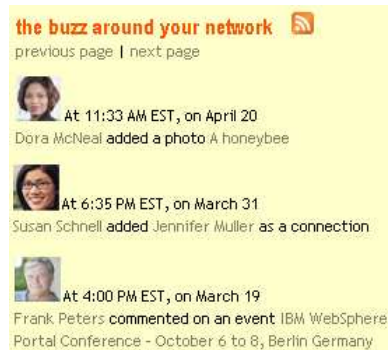 the buzz around your network
previous page | next page
At 11:33 AM EST, on April 20
Dora McNeal added a photo A honeybee
At 6:35 PM EST, on March 31
Susan Schnell added Jennifer Muller as a connection
At 4:00 PM EST, on March 19
Frank Peters commented on an event IBM WebSphere
Portal Conference - October 6 to 8, Berlin Germany